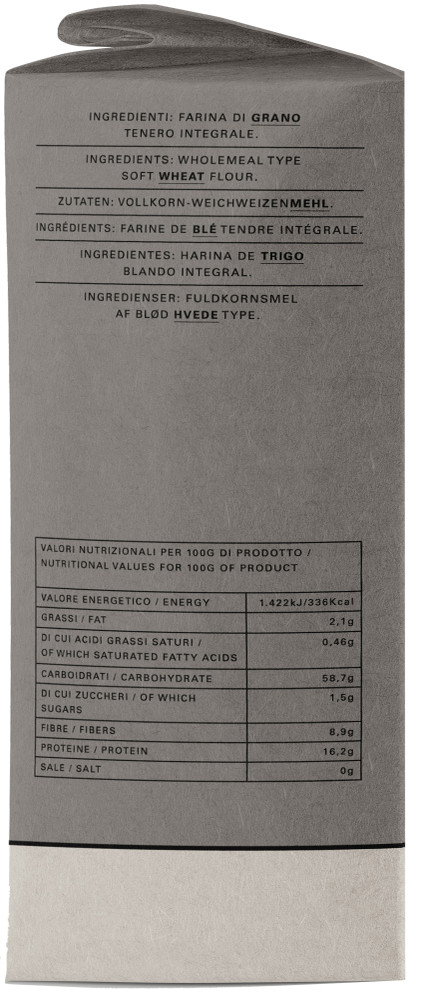 INGREDIENTI: FARINA DI GRANO
TENERO INTEGRALE.
INGREDIENTS: WHOLEMEAL TYPE
SOFT WHEAT FLOUR.
ZUTATEN: VOLLKORN-WEICHWEIZENMEHL.
INGRÉDIENTS: FARINE DE BLÉ TENDRE INTÉGRALE.
INGREDIENTES: HARINA DE TRIGO
BLANDO INTEGRAL.
INGREDIENSER: FULDKORNSMEL
AF BLØD HVEDE TYPE.
VALORI NUTRIZIONALI PER 100G DI PRODOTTO /
NUTRITIONAL VALUES FOR 100G OF PRODUCT
VALORE ENERGETICO / ENERGY 1.422kJ/336Kcal
GRASSI / FAT 2,1g
DI CUI ACIDI GRASSI SATURI / 0,46g
OF WHICH SATURATED FATTY ACIDS
CARBOIDRATI / CARBOHYDRATE 58,7g
DI CUI ZUCCHERI / OF WHICH 1,5g
SUGARS
FIBRE / FIBERS 8,9g
PROTEINE / PROTEIN 16,2g
SALE / SALT 0g